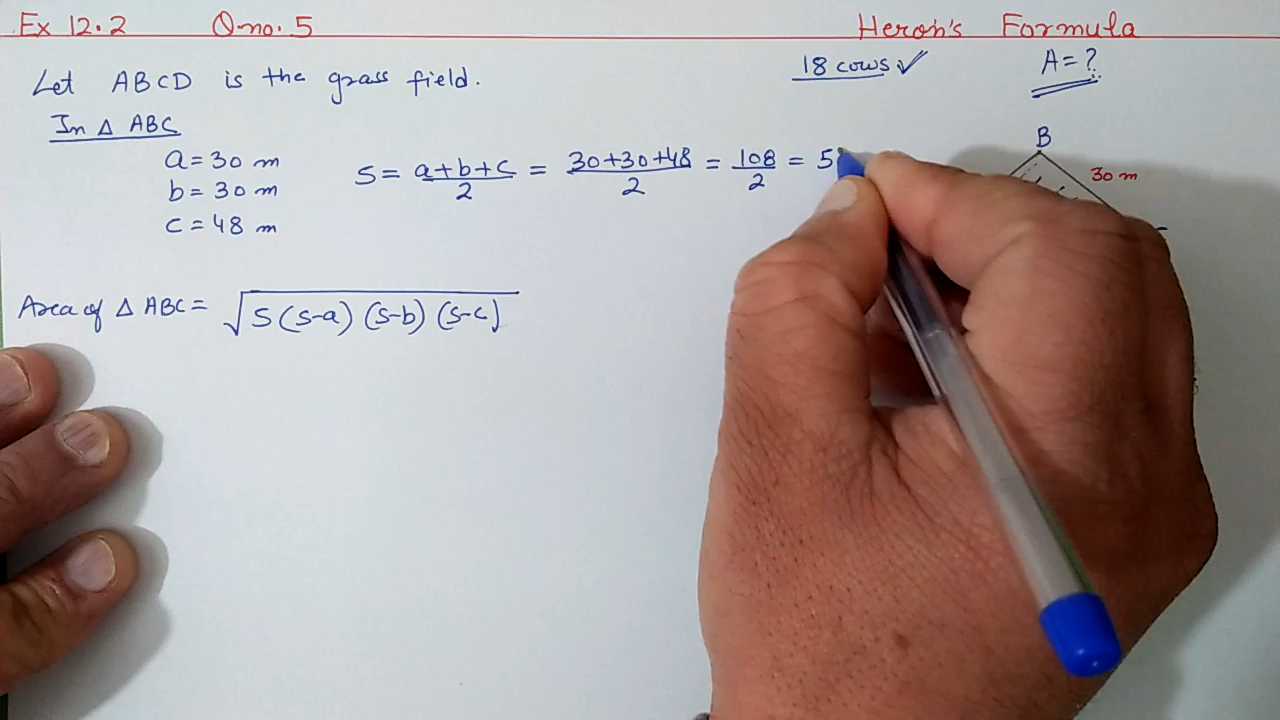 Ex 12.2 Q.no. 5 Heron's Formula
Let ABCD is the grass field. 18 cows ✓ A = ?
In △ ABC
B
a = 30 m
s = a+b+c/2 = 30+30+48/2 = 108/2 = 5
30 m
b = 30 m
c = 48 m
Area of △ ABC = √s(s-a)(s-b)(s-c)